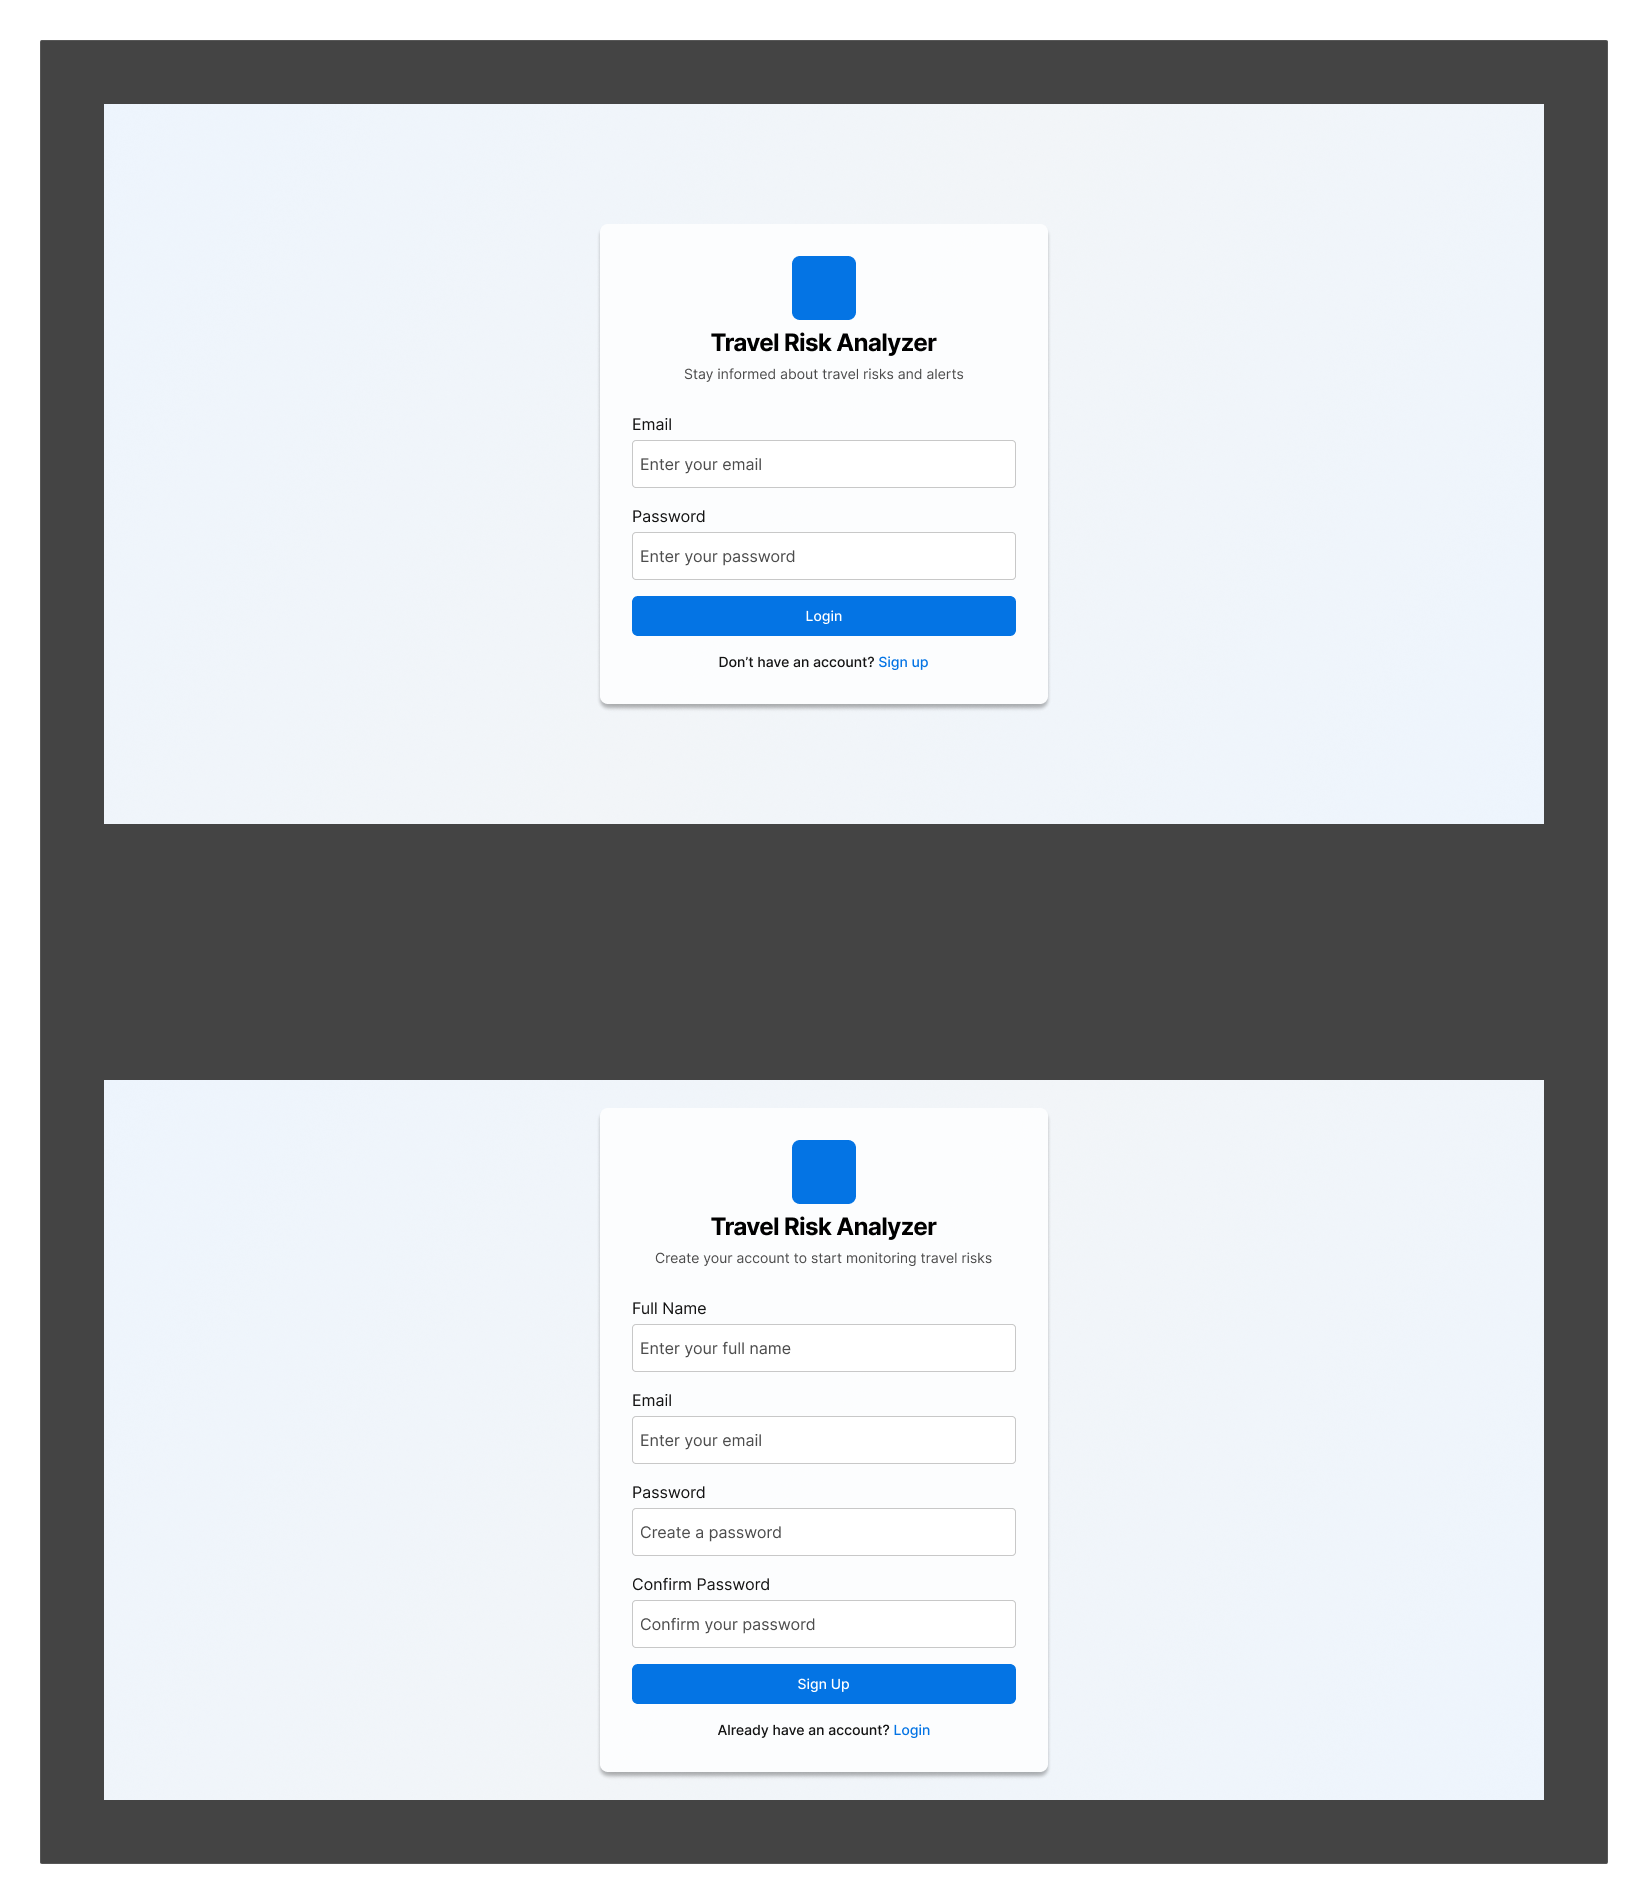 Travel Risk Analyzer
Stay informed about travel risks and alerts
Email
Enter your email
Password
Enter your password
Login
Don’t have an account? Sign up
Travel Risk Analyzer
Create your account to start monitoring travel risks
Full Name
Enter your full name
Email
Enter your email
Password
Create a password
Confirm Password
Confirm your password
Sign Up
Already have an account? Login